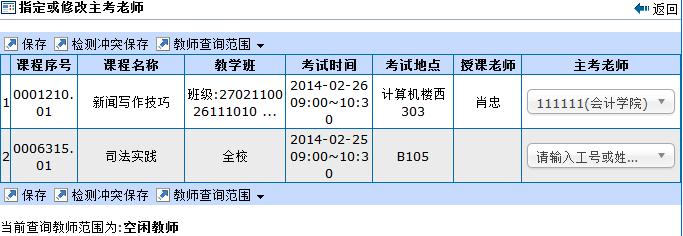 指定或修改主考老师 返回
保存 检测冲突保存 教师查询范围
课程序号 课程名称 教学班 考试时间 考试地点 授课老师 主考老师
1 0001210.01 新闻写作技巧 班级:2702110026111010 ... 2014-02-26 09:00~10:30 计算机楼西303 肖忠 111111(会计学院)
2 0006315.01 司法实践 全校 2014-02-25 09:00~10:30 B105 请输入工号或姓...
保存 检测冲突保存 教师查询范围
当前查询教师范围为:空闲教师